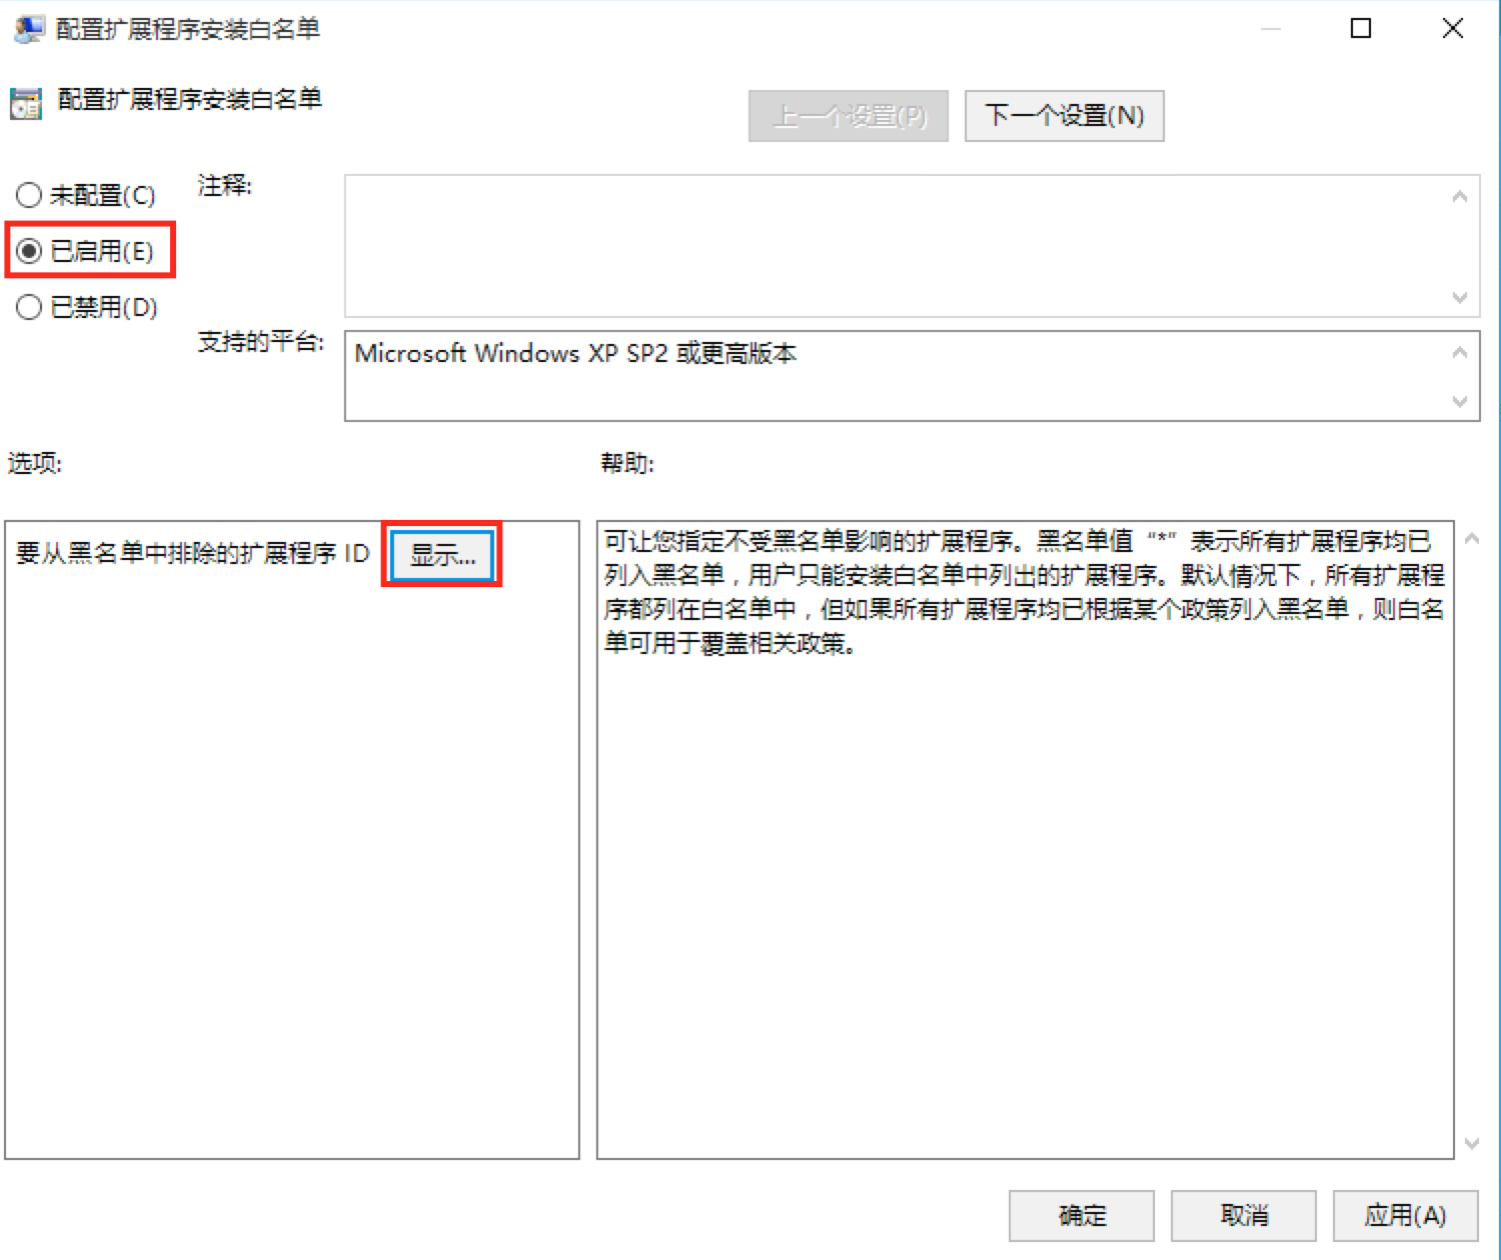 配置扩展程序安装白名单
配置扩展程序安装白名单
上一个设置(P)
下一个设置(N)
未配置(C)
注释:
已启用(E)
已禁用(D)
支持的平台:
Microsoft Windows XP SP2 或更高版本
选项:
帮助:
要从黑名单中排除的扩展程序 ID
显示...
可让您指定不受黑名单影响的扩展程序。黑名单值“*”表示所有扩展程序均已
列入黑名单，用户只能安装白名单中列出的扩展程序。默认情况下，所有扩展程
序都列在白名单中，但如果所有扩展程序均已根据某个政策列入黑名单，则白名
单可用于覆盖相关政策。
确定
取消
应用(A)